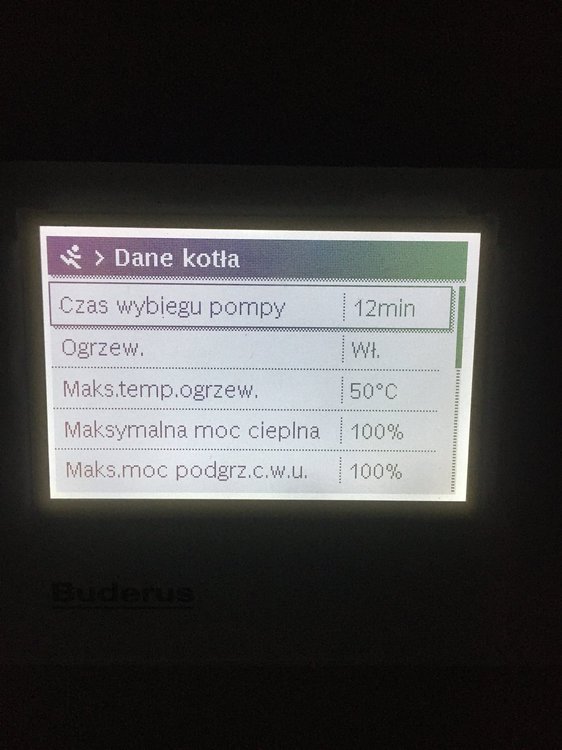 > Dane kotła
Czas wybiegu pompy 12min
Ogrzew. Wł.
Maks.temp.ogrzew. 50°C
Maksymalna moc cieplna 100%
Maks.moc podgrz.c.w.u. 100%
Buderus